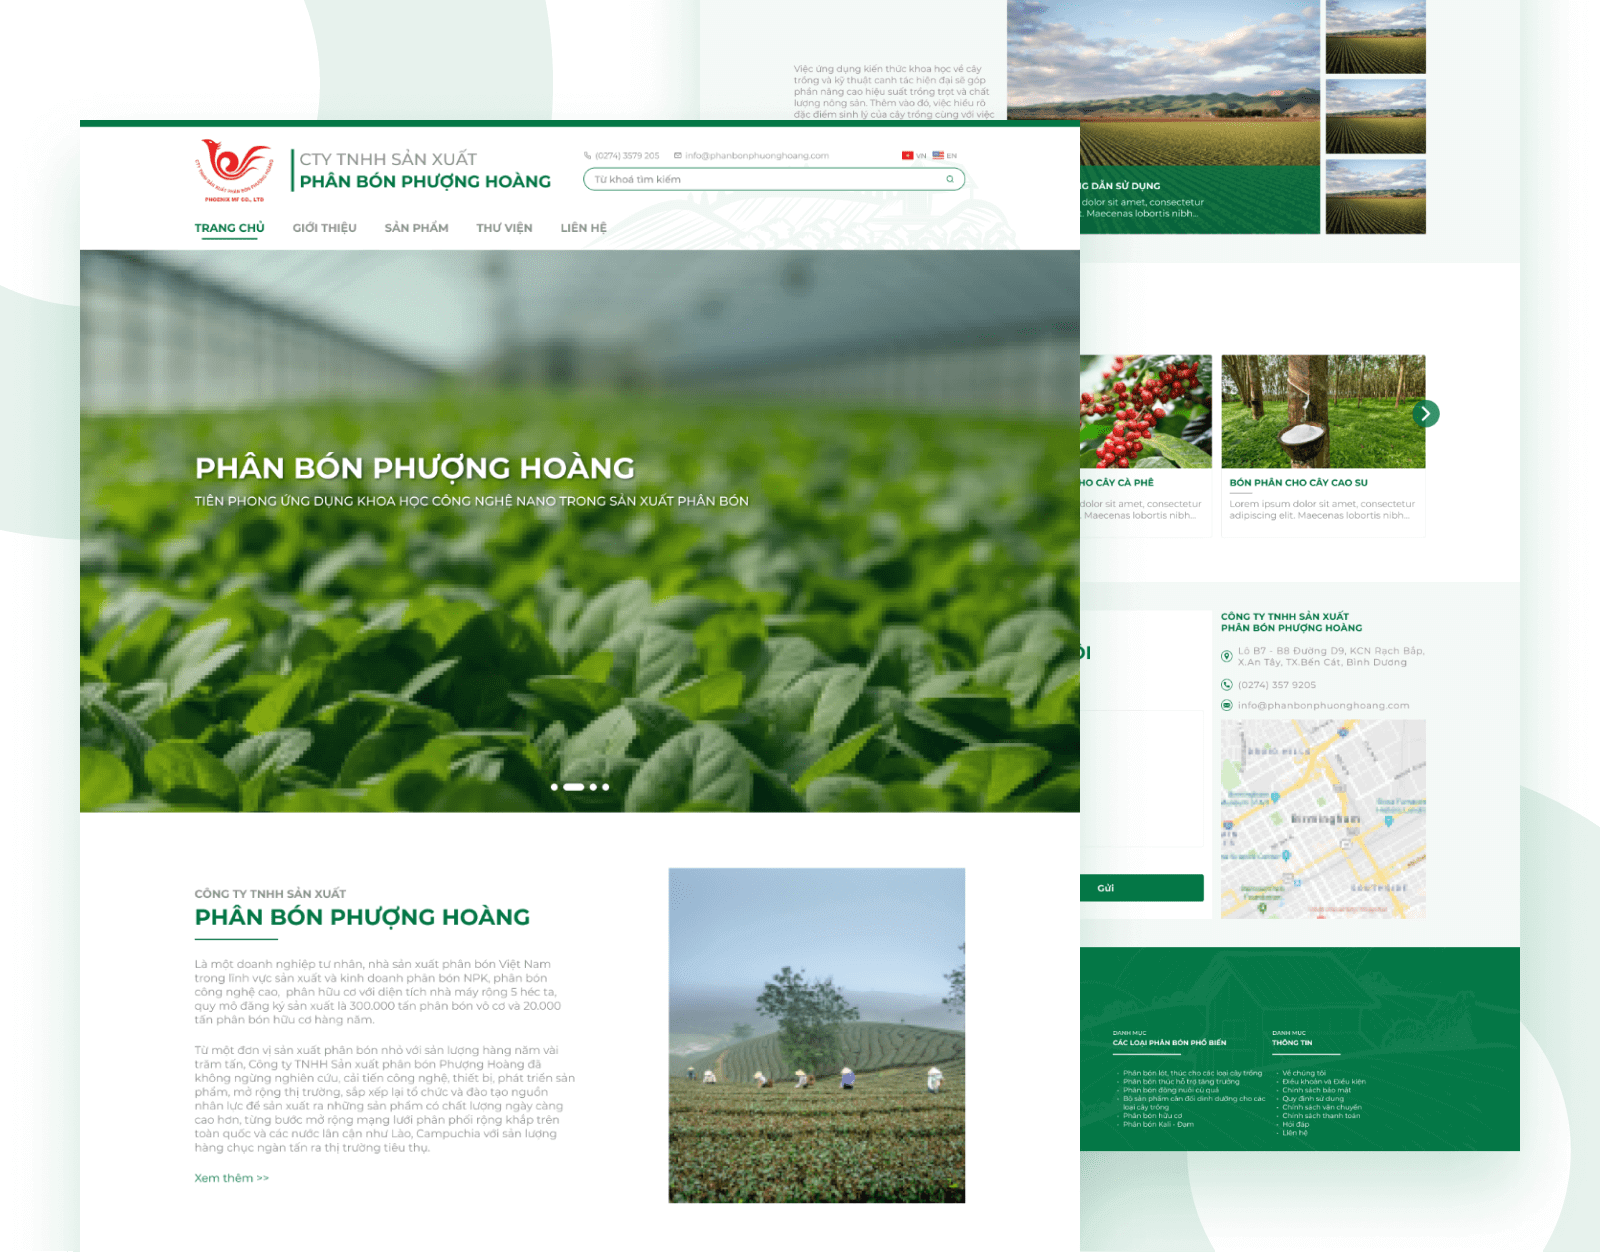 Việc ứng dụng kiến thức khoa học về cây
trồng và kỹ thuật canh tác hiện đại sẽ góp
phần nâng cao hiệu suất trồng trọt và chất
lượng nông sản. Thêm vào đó, việc hiểu rõ
đặc điểm sinh lý của cây trồng cùng với việc
CTY TNHH SẢN XUẤT PHÂN BÓN PHƯỢNG HOÀNG
PHOENIX MF CO., LTD
CTY TNHH SẢN XUẤT
PHÂN BÓN PHƯỢNG HOÀNG
(0274) 3579 205
info@phanbonphuonghoang.com
VN
EN
Từ khoá tìm kiếm
TRANG CHỦ
GIỚI THIỆU
SẢN PHẨM
THƯ VIỆN
LIÊN HỆ
PHÂN BÓN PHƯỢNG HOÀNG
TIÊN PHONG ỨNG DỤNG KHOA HỌC CÔNG NGHỆ NANO TRONG SẢN XUẤT PHÂN BÓN
CÔNG TY TNHH SẢN XUẤT
PHÂN BÓN PHƯỢNG HOÀNG
Là một doanh nghiệp tư nhân, nhà sản xuất phân bón Việt Nam
trong lĩnh vực sản xuất và kinh doanh phân bón NPK, phân bón
công nghệ cao, phân hữu cơ với diện tích nhà máy rộng 5 héc ta,
quy mô đăng ký sản xuất là 300.000 tấn phân bón vô cơ và 20.000
tấn phân bón hữu cơ hàng năm.
Từ một đơn vị sản xuất phân bón nhỏ với sản lượng hàng năm vài
trăm tấn, Công ty TNHH Sản xuất phân bón Phượng Hoàng đã
không ngừng nghiên cứu, cải tiến công nghệ, thiết bị, phát triển sản
phẩm, mở rộng thị trường, sắp xếp lại tổ chức và đào tạo nguồn
nhân lực để sản xuất ra những sản phẩm có chất lượng ngày càng
cao hơn, từng bước mở rộng mạng lưới phân phối rộng khắp trên
toàn quốc và các nước lân cận như Lào, Campuchia với sản lượng
hàng chục ngàn tấn ra thị trường tiêu thụ.
Xem thêm >>
NG DẪN SỬ DỤNG
dolor sit amet, consectetur
t. Maecenas lobortis nibh...
HO CÂY CÀ PHÊ
dolor sit amet, consectetur
. Maecenas lobortis nibh...
BÓN PHÂN CHO CÂY CAO SU
Lorem ipsum dolor sit amet, consectetur
adipiscing elit. Maecenas lobortis nibh...
ÔI
Gửi
CÔNG TY TNHH SẢN XUẤT
PHÂN BÓN PHƯỢNG HOÀNG
Lô B7 - B8 Đường D9, KCN Rạch Bắp,
X.An Tây, TX.Bến Cát, Bình Dương
(0274) 357 9205
info@phanbonphuonghoang.com
Birmingham
DANH MỤC
CÁC LOẠI PHÂN BÓN PHỔ BIẾN
- Phân bón lót, thúc cho các loại cây trồng
- Phân bón thúc hỗ trợ tăng trưởng
- Phân bón động nuôi củ quả
- Bộ sản phẩm cân đối dinh dưỡng cho các
loại cây trồng
- Phân bón hữu cơ
- Phân bón Kali - Đạm
DANH MỤC
THÔNG TIN
- Về chúng tôi
- Điều khoản và Điều kiện
- Chính sách bảo mật
- Quy định sử dụng
- Chính sách vận chuyển
- Chính sách thanh toán
- Hỏi đáp
- Liên hệ